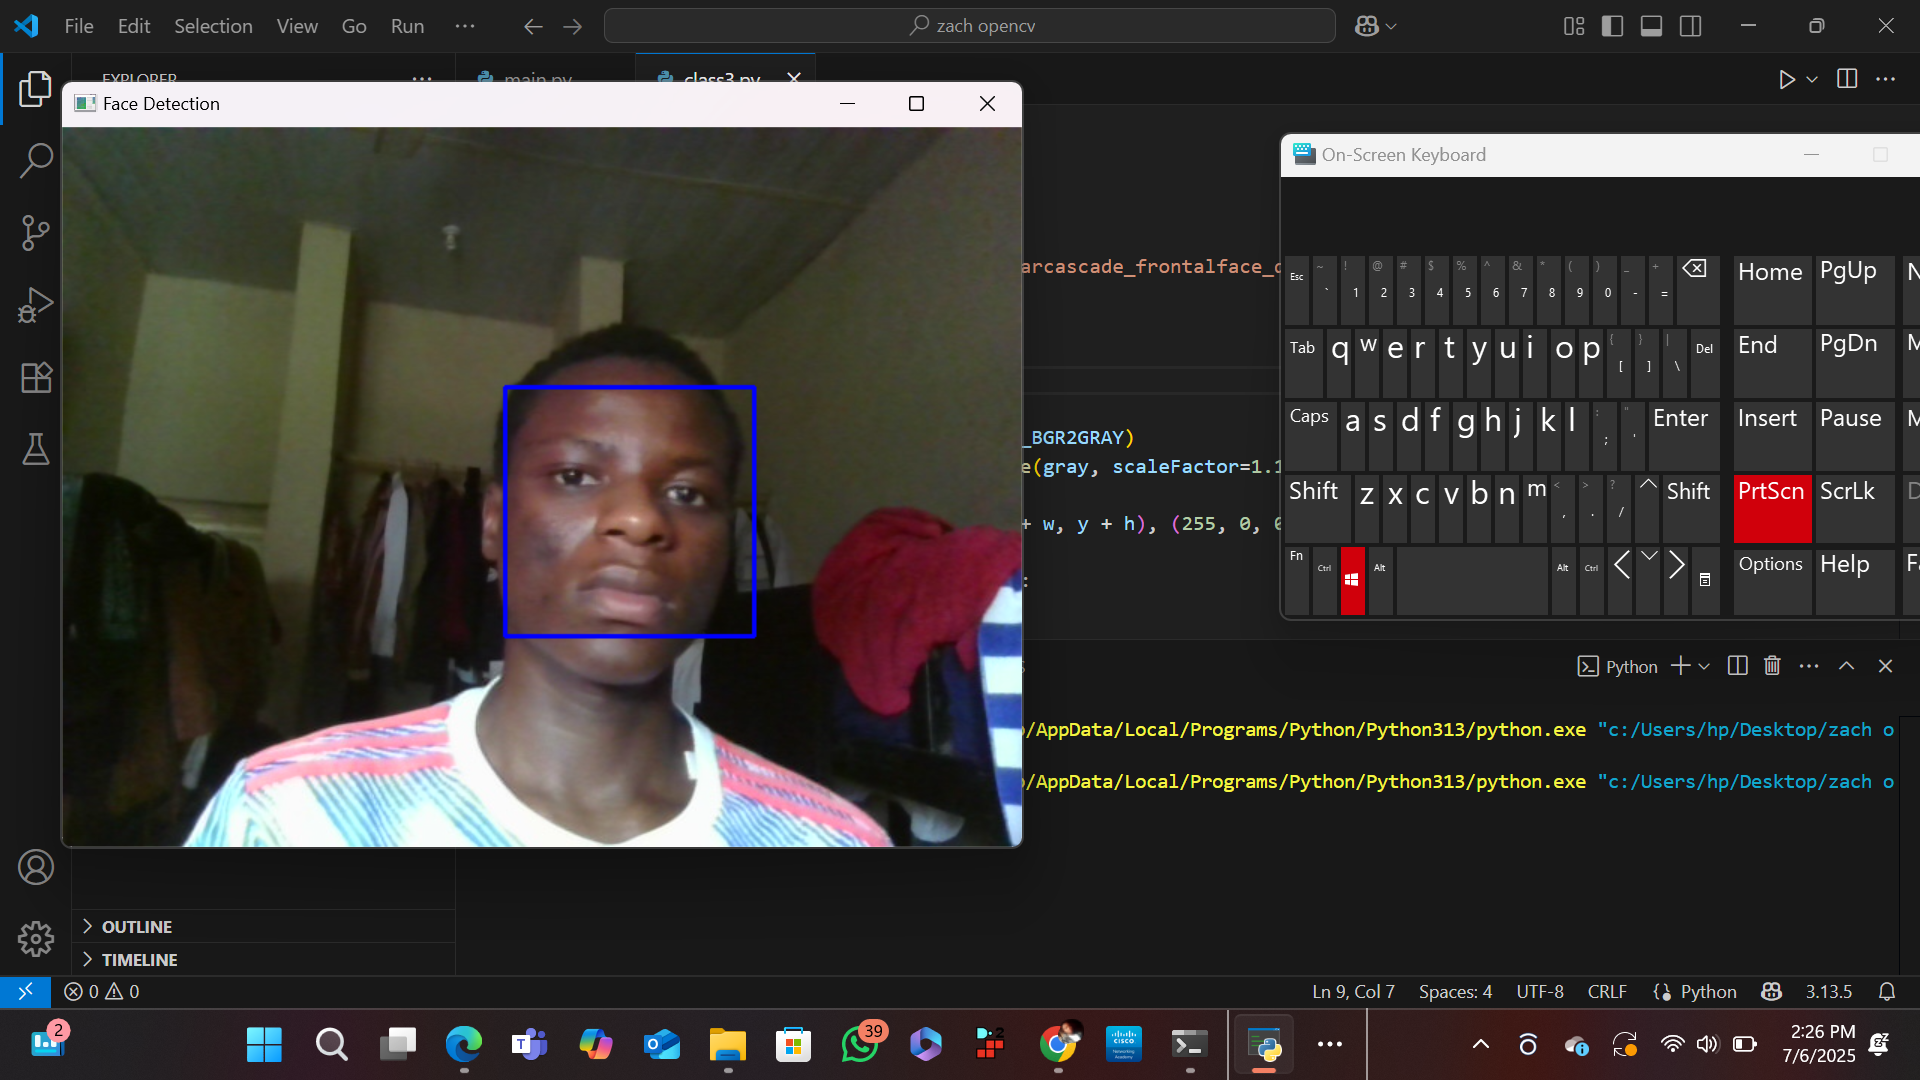 File Edit Selection View Go Run ··· zach opencv
EXPLORER ··· main.py class3.py
Face Detection
On-Screen Keyboard
arcascade_frontalface_d
_BGR2GRAY)
e(gray, scaleFactor=1.1
+ w, y + h), (255, 0, 0
:
Esc ~ ` ! 1 @ 2 # 3 $ 4 % 5 ^ 6 & 7 * 8 ( 9 ) 0 _ - + = Home PgUp N
Tab q w e r t y u i o p { [ } ] | \ Del End PgDn M
Caps a s d f g h j k l : ; " ' Enter Insert Pause M
Shift z x c v b n m < , > . ? / Shift PrtScn ScrLk D
Fn Ctrl Alt Alt Ctrl Options Help Fa
Python
/AppData/Local/Programs/Python/Python313/python.exe "c:/Users/hp/Desktop/zach o
/AppData/Local/Programs/Python/Python313/python.exe "c:/Users/hp/Desktop/zach o
OUTLINE
TIMELINE
0 0 Ln 9, Col 7 Spaces: 4 UTF-8 CRLF Python 3.13.5
2 39 2:26 PM
7/6/2025